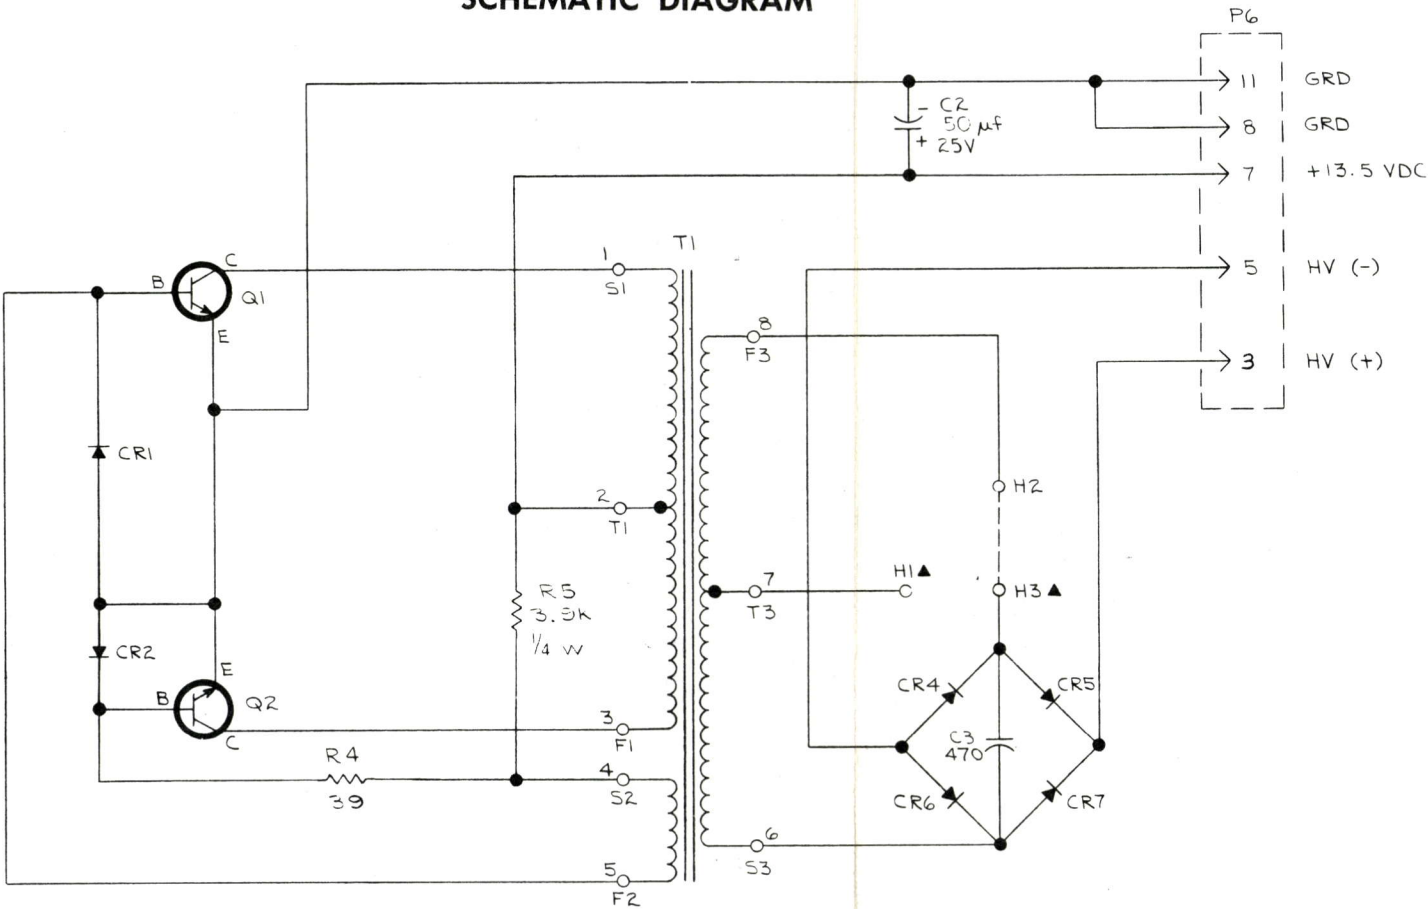 SCHEMATIC DIAGRAM
P6
11 GRD
8 GRD
7 +13.5 VDC
5 HV (-)
3 HV (+)
- C2
50 μf
+ 25V
B
C
E
Q1
1
S1
T1
8
F3
CR1
2
T1
R5
1/4 W
7
T3
H1▲
H2
H3▲
CR2
B
E
C
Q2
3
F1
R4
39
4
S2
5
F2
6
S3
CR4
CR5
C3
470
CR6
CR7